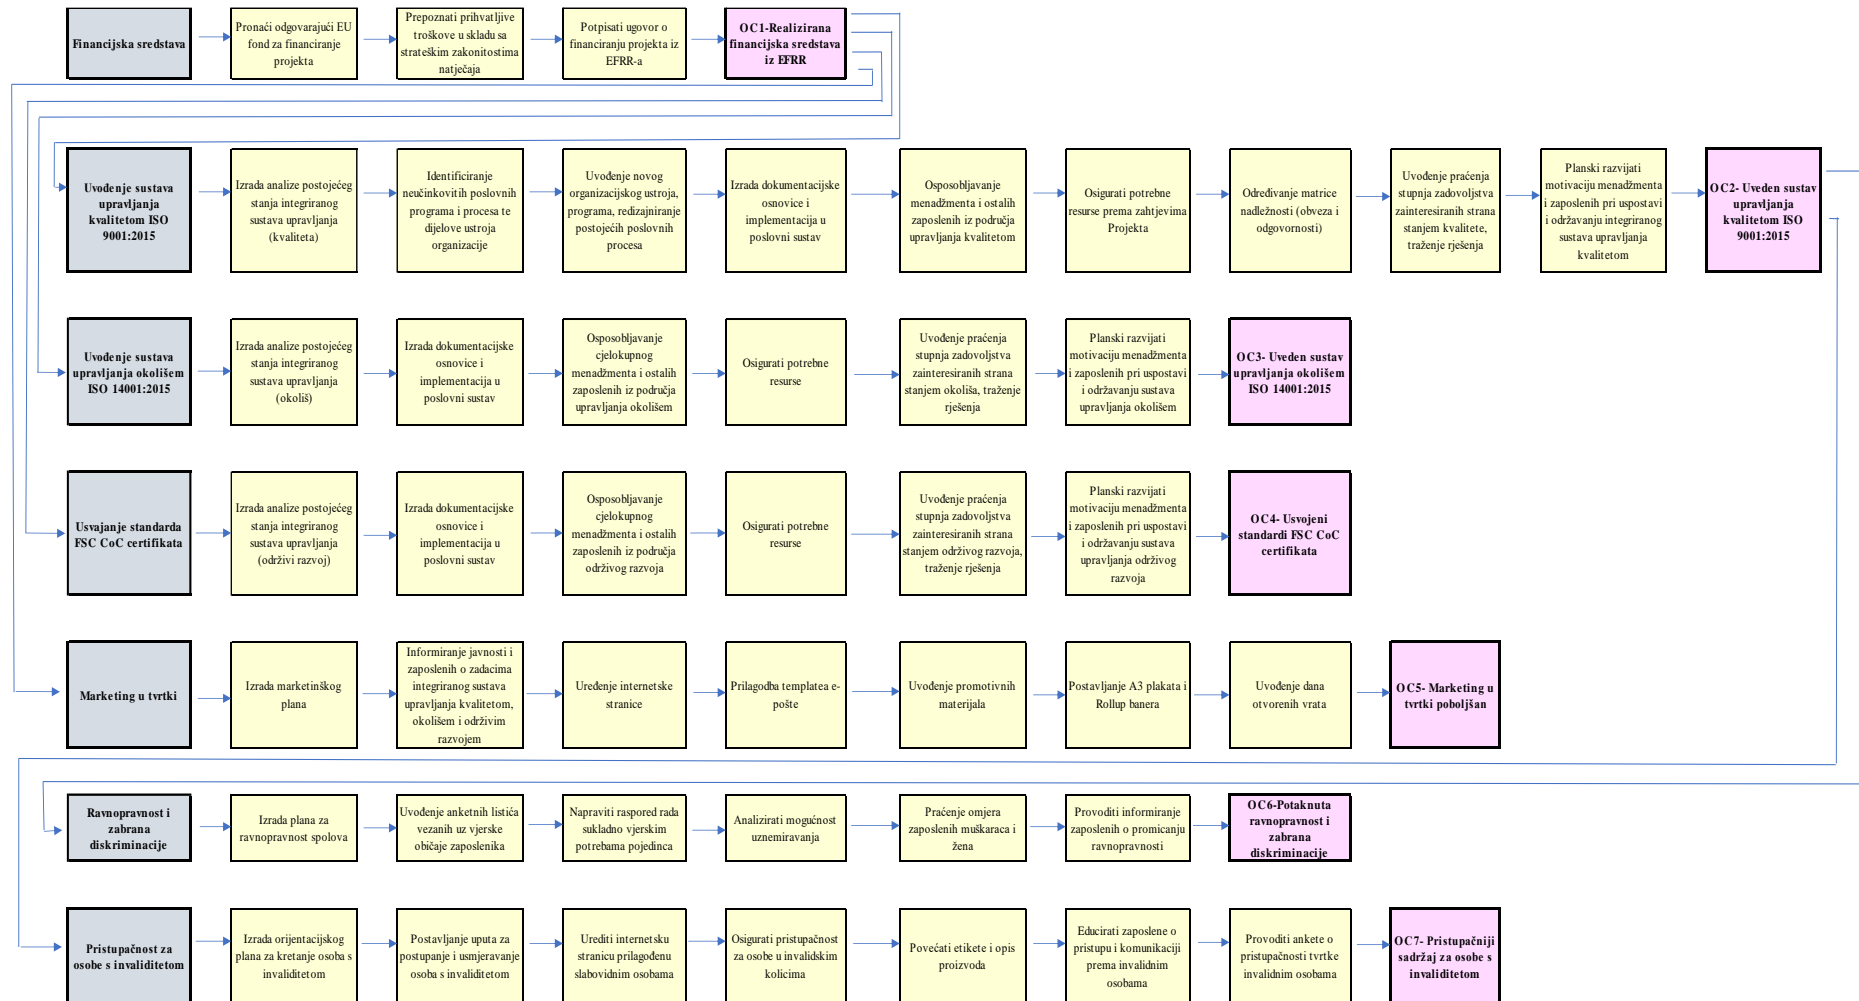 Financijska sredstva
Pronaći odgovarajući EU
fond za financiranje
projekta
Prepoznati prihvatljive
troškove u skladu sa
strateškim zakonitostima
natječaja
Potpisati ugovor o
financiranju projekta iz
EFRR-a
OC1-Realizirana
financijska sredstava
iz EFRR
Uvođenje sustava
upravljanja
kvalitetom ISO
9001:2015
Izrada analize postojećeg
stanja integriranog
sustava upravljanja
(kvaliteta)
Identificiranje
neučinkovitih poslovnih
programa i procesa te
dijelove ustroja
organizacije
Uvođenje novog
organizacijskog ustroja,
programa, redizajniranje
postojećih poslovnih
procesa
Izrada dokumentacijske
osnovice i
implementacija u
poslovni sustav
Osposobljavanje
menadžmenta i ostalih
zaposlenih iz područja
upravljanja kvalitetom
Osigurati potrebne
resurse prema zahtjevima
Projekta
Određivanje matrice
nadležnosti (obveza i
odgovornosti)
Uvođenje praćenja
stupnja zadovoljstva
zainteresiranih strana
stanjem kvalitete,
traženje rješenja
Planski razvijati
motivaciju menadžmenta
i zaposlenih pri uspostavi
i održavanju integriranog
sustava upravljanja
kvalitetom
OC2- Uveden sustav
upravljanja
kvalitetom ISO
9001:2015
Uvođenje sustava
upravljanja okolišem
ISO 14001:2015
Izrada analize postojećeg
stanja integriranog
sustava upravljanja
(okoliš)
Izrada dokumentacijske
osnovice i
implementacija u
poslovni sustav
Osposobljavanje
cjelokupnog
menadžmenta i ostalih
zaposlenih iz područja
upravljanja okolišem
Osigurati potrebne
resurse
Uvođenje praćenja
stupnja zadovoljstva
zainteresiranih strana
stanjem okoliša, traženje
rješenja
Planski razvijati
motivaciju menadžmenta
i zaposlenih pri uspostavi
i održavanju sustava
upravljanja okolišem
OC3- Uveden sustav
upravljanja okolišem
ISO 14001:2015
Usvajanje standarda
FSC CoC certifikata
Izrada analize postojećeg
stanja integriranog
sustava upravljanja
(održivi razvoj)
Izrada dokumentacijske
osnovice i
implementacija u
poslovni sustav
Osposobljavanje
cjelokupnog
menadžmenta i ostalih
zaposlenih iz područja
održivog razvoja
Osigurati potrebne
resurse
Uvođenje praćenja
stupnja zadovoljstva
zainteresiranih strana
stanjem održivog razvoja,
traženje rješenja
Planski razvijati
motivaciju menadžmenta
i zaposlenih pri uspostavi
i održavanju sustava
upravljanja održivog
razvoja
OC4- Usvojeni
standardi FSC CoC
certifikata
Marketing u tvrtki
Izrada marketinškog
plana
Informiranje javnosti i
zaposlenih o zadacima
integriranog sustava
upravljanja kvalitetom,
okolišem i održivim
razvojem
Uređenje internetske
stranice
Prilagodba templatea e-
pošte
Uvođenje promotivnih
materijala
Postavljanje A3 plakata i
Rollup banera
Uvođenje dana
otvorenih vrata
OC5- Marketing u
tvrtki poboljšan
Ravnopravnost i
zabrana
diskriminacije
Izrada plana za
ravnopravnost spolova
Uvođenje anketnih listića
vezanih uz vjerske
običaje zaposlenika
Napraviti raspored rada
sukladno vjerskim
potrebama pojedinca
Analizirati mogućnost
uznemiravanja
Praćenje omjera
zaposlenih muškaraca i
žena
Provoditi informiranje
zaposlenih o promicanju
ravnopravnosti
OC6-Potaknuta
ravnopravnost i
zabrana
diskriminacije
Pristupačnost za
osobe s invaliditetom
Izrada orijentacijskog
plana za kretanje osoba s
invaliditetom
Postavljanje uputa za
postupanje i usmjeravanje
osoba s invaliditetom
Urediti internetsku
stranicu prilagođenu
slabovidnim osobama
Osigurati pristupačnost
za osobe u invalidskim
kolicima
Povećati etikete i opis
proizvoda
Educirati zaposlene o
pristupu i komunikaciji
prema invalidnim
osobama
Provoditi ankete o
pristupačnosti tvrtke
invalidnim osobama
OC7- Pristupačniji
sadržaj za osobe s
invaliditetom